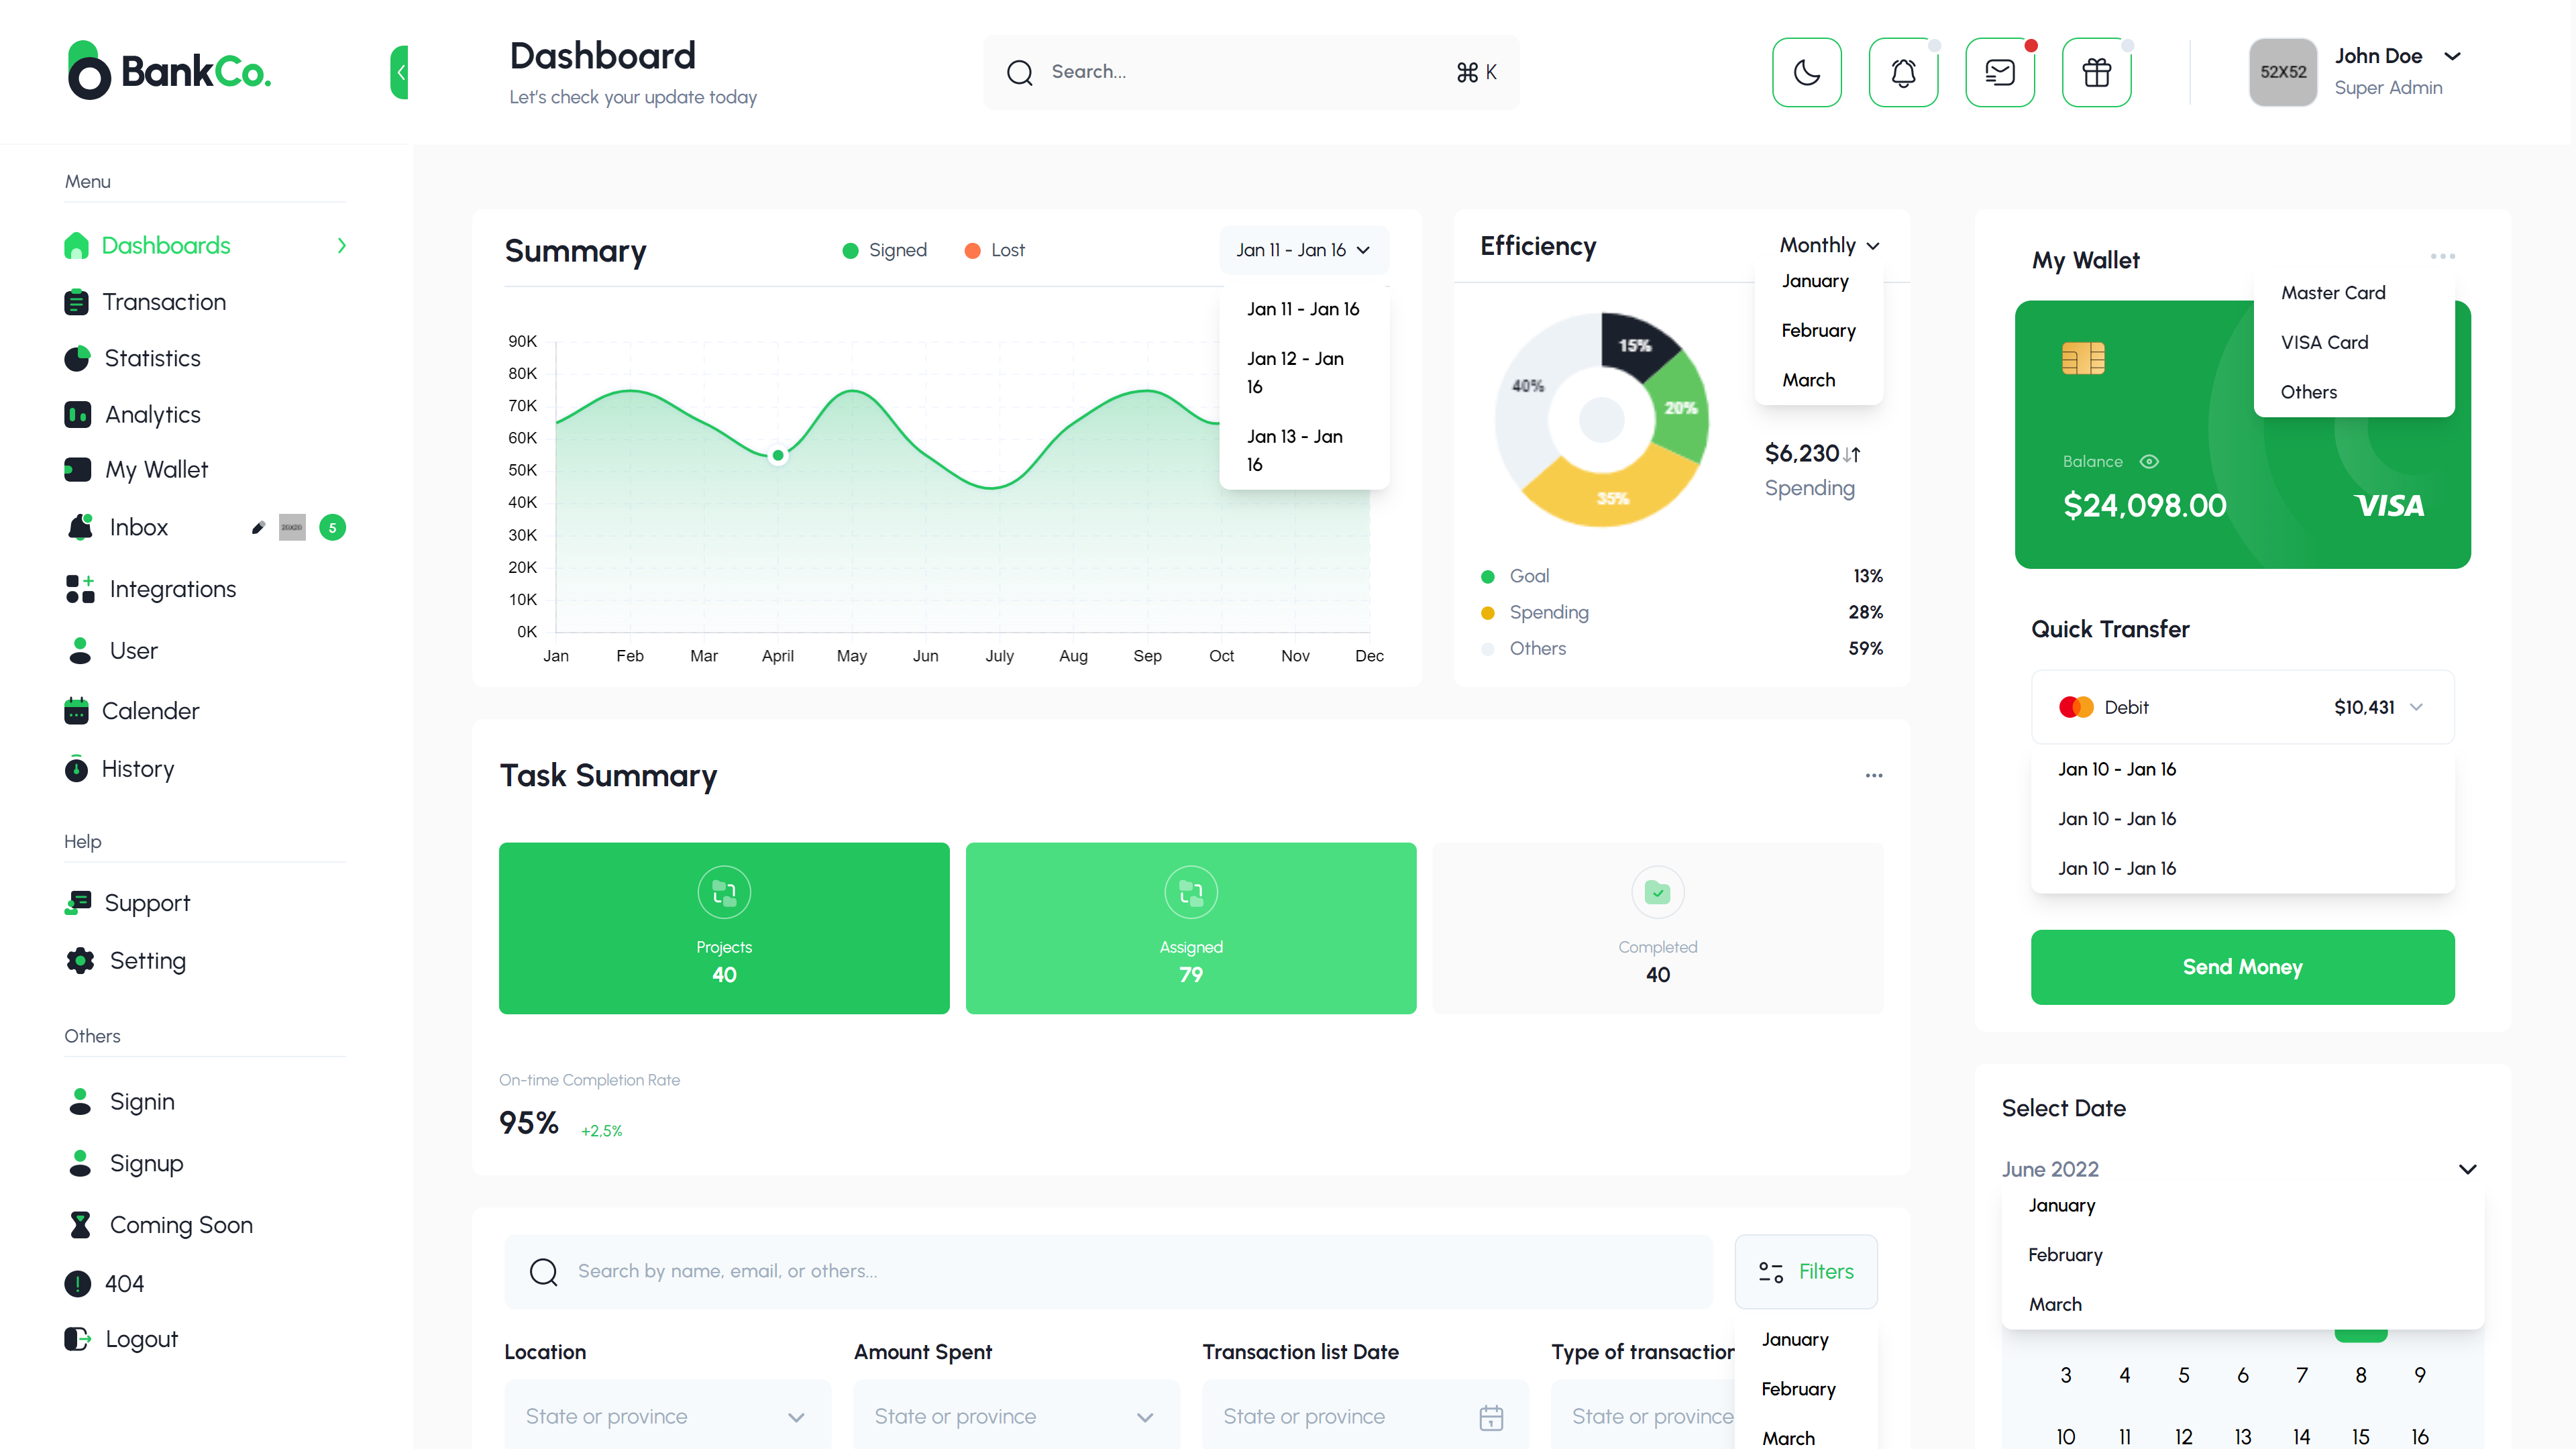 BankCo.
Dashboard
Let's check your update today
Search...
⌘ K
52X52
John Doe
Super Admin
Menu
Dashboards
Transaction
Statistics
Analytics
My Wallet
Inbox
20X20
5
Integrations
User
Calender
History
Help
Support
Setting
Others
Signin
Signup
Coming Soon
404
Logout
Summary
Signed
Lost
Jan 11 - Jan 16
Jan 11 - Jan 16
Jan 12 - Jan
16
Jan 13 - Jan
16
90K
80K
70K
60K
50K
40K
30K
20K
10K
0K
Jan Feb Mar April May Jun July Aug Sep Oct Nov Dec
Efficiency
Monthly
January
February
March
15%
20%
35%
40%
$6,230
Spending
Goal 13%
Spending 28%
Others 59%
My Wallet
Master Card
VISA Card
Others
Balance
$24,098.00
VISA
Quick Transfer
Debit $10,431
Jan 10 - Jan 16
Jan 10 - Jan 16
Jan 10 - Jan 16
Send Money
Task Summary
Projects
40
Assigned
79
Completed
40
On-time Completion Rate
95% +2,5%
Search by name, email, or others...
Filters
January
February
March
Location
State or province
Amount Spent
State or province
Transaction list Date
State or province
Type of transaction
State or province
Select Date
June 2022
January
February
March
3 4 5 6 7 8 9
10 11 12 13 14 15 16